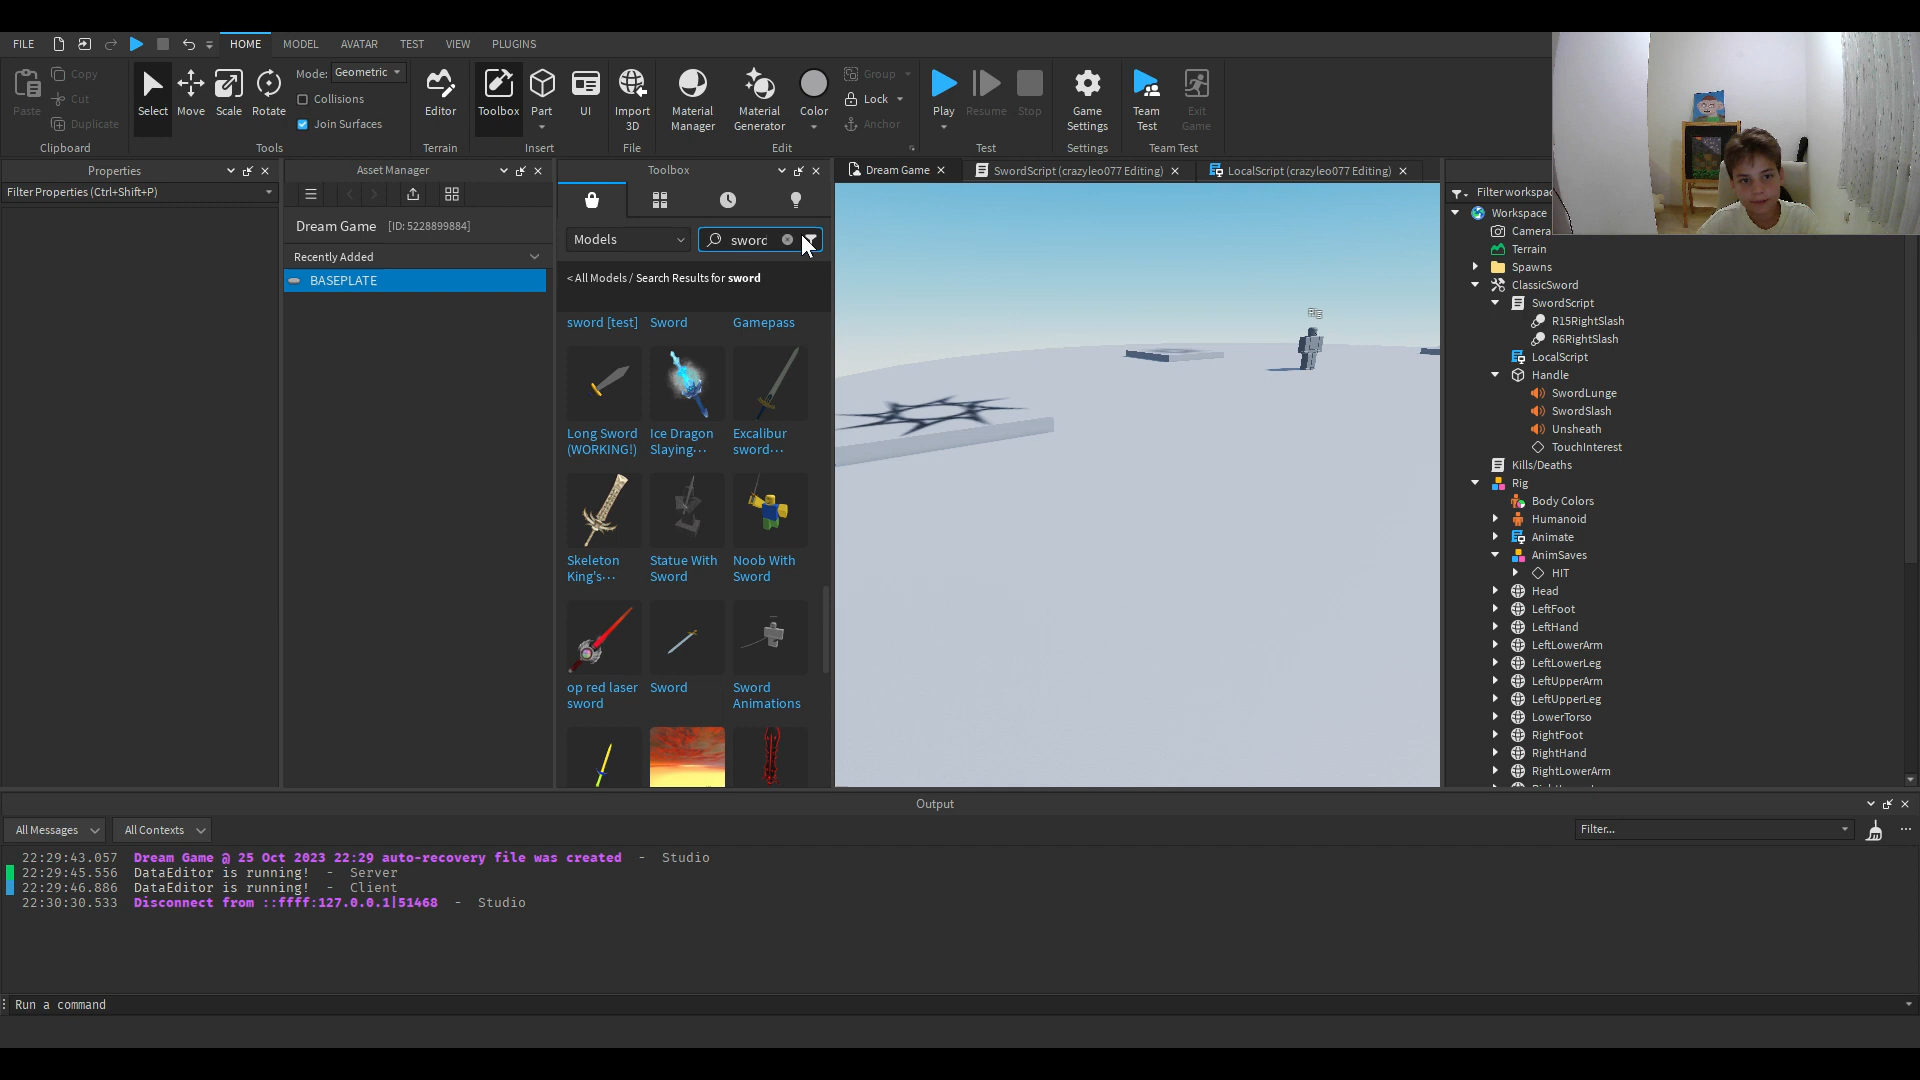 FILE
HOME
MODEL
AVATAR
TEST
VIEW
PLUGINS
Paste
Copy
Cut
Duplicate
Clipboard
Select
Move
Scale
Rotate
Mode:
Geometric
Collisions
Join Surfaces
Tools
Editor
Terrain
Toolbox
Part
UI
Insert
Import
3D
File
Material
Manager
Material
Generator
Color
Group
Lock
Anchor
Edit
Play
Resume
Stop
Test
Game
Settings
Settings
Team
Test
Exit
Game
Team Test
Properties
Filter Properties (Ctrl+Shift+P)
Asset Manager
Dream Game [ID: 5228899884]
Recently Added
BASEPLATE
Toolbox
Models
sword
< All Models / Search Results for sword
sword [test]
Sword
Gamepass
Long Sword
(WORKING!)
Ice Dragon
Slaying···
Excalibur
sword···
Skeleton
King's···
Statue With
Sword
Noob With
Sword
op red laser
sword
Sword
Sword
Animations
Dream Game
SwordScript (crazyleo077 Editing)
LocalScript (crazyleo077 Editing)
Rig
Filter workspac
Workspace
Camera
Terrain
Spawns
ClassicSword
SwordScript
R15RightSlash
R6RightSlash
LocalScript
Handle
SwordLunge
SwordSlash
Unsheath
TouchInterest
Kills/Deaths
Rig
Body Colors
Humanoid
Animate
AnimSaves
HIT
Head
LeftFoot
LeftHand
LeftLowerArm
LeftLowerLeg
LeftUpperArm
LeftUpperLeg
LowerTorso
RightFoot
RightHand
RightLowerArm
Output
All Messages
All Contexts
Filter...
22:29:43.057 Dream Game @ 25 Oct 2023 22:29 auto-recovery file was created - Studio
22:29:45.556 DataEditor is running! - Server
22:29:46.886 DataEditor is running! - Client
22:30:30.533 Disconnect from ::ffff:127.0.0.1|51468 - Studio
Run a command